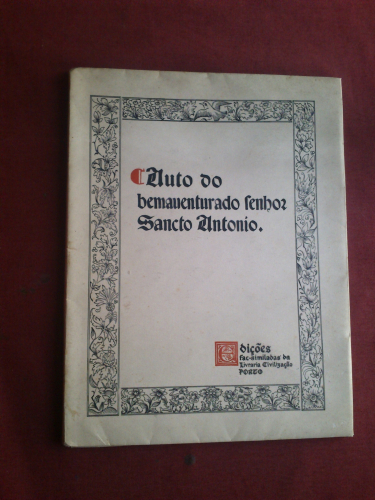 Auto do
bemauenturado senhor
Sancto Antonio.
Edições
fac-similadas da
Livraria Civilização
PORTO